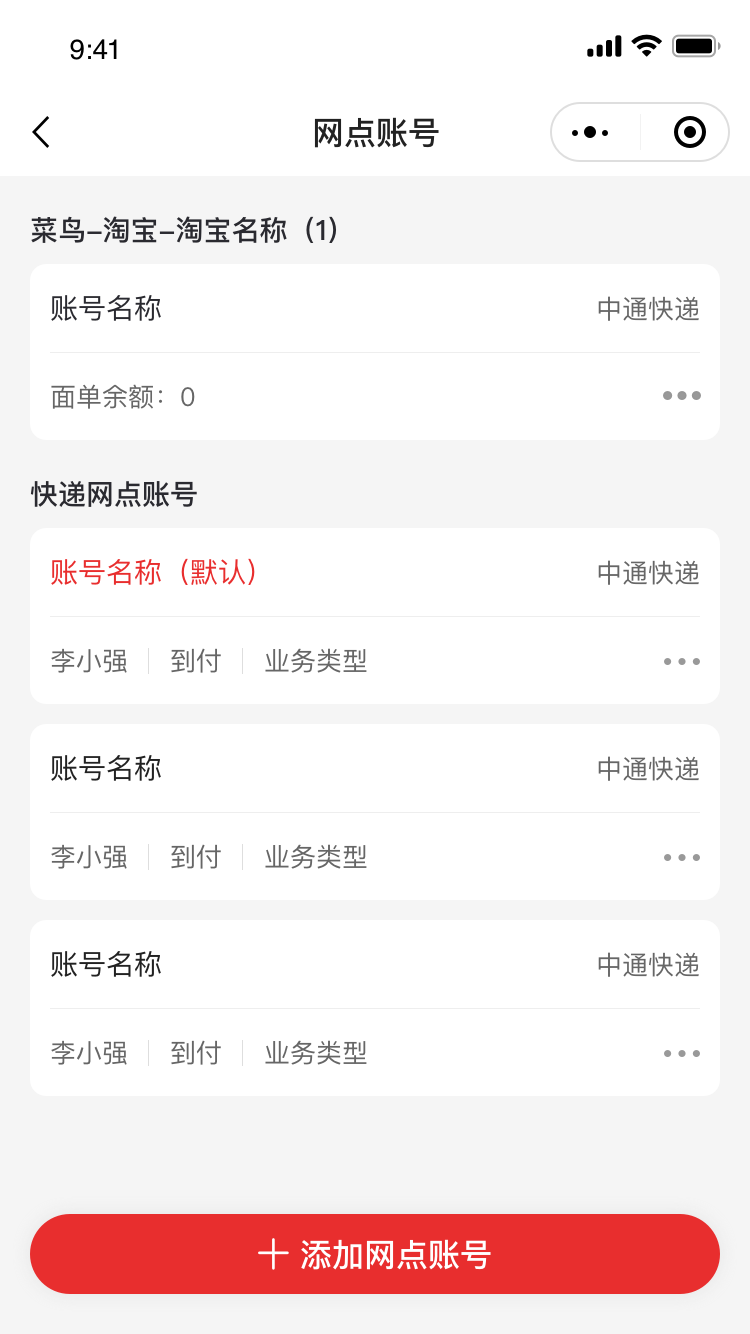 9:41
网点账号
菜鸟–淘宝–淘宝名称（1）
账号名称 中通快递
面单余额：0
快递网点账号
账号名称（默认） 中通快递
李小强 到付 业务类型
账号名称 中通快递
李小强 到付 业务类型
账号名称 中通快递
李小强 到付 业务类型
添加网点账号